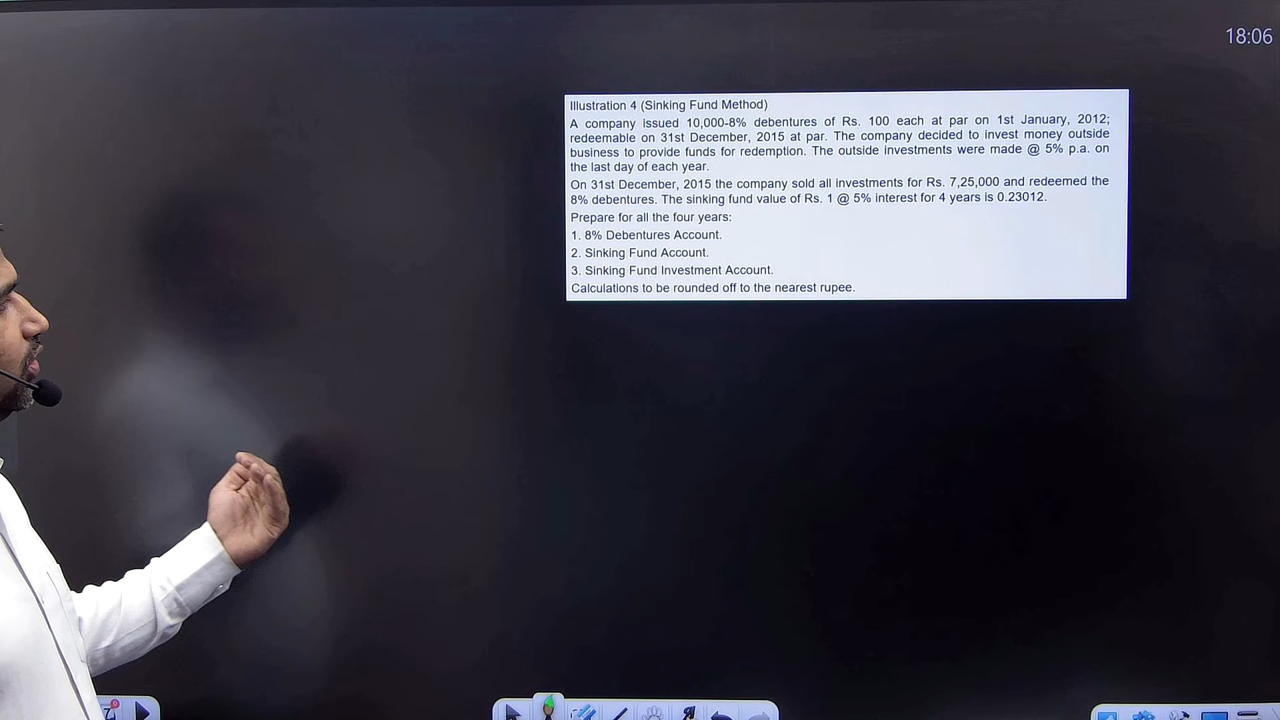 18:06
Illustration 4 (Sinking Fund Method)
A company issued 10,000-8% debentures of Rs. 100 each at par on 1st January, 2012;
redeemable on 31st December, 2015 at par. The company decided to invest money outside
business to provide funds for redemption. The outside investments were made @ 5% p.a. on
the last day of each year.
On 31st December, 2015 the company sold all investments for Rs. 7,25,000 and redeemed the
8% debentures. The sinking fund value of Rs. 1 @ 5% interest for 4 years is 0.23012.
Prepare for all the four years:
1. 8% Debentures Account.
2. Sinking Fund Account.
3. Sinking Fund Investment Account.
Calculations to be rounded off to the nearest rupee.